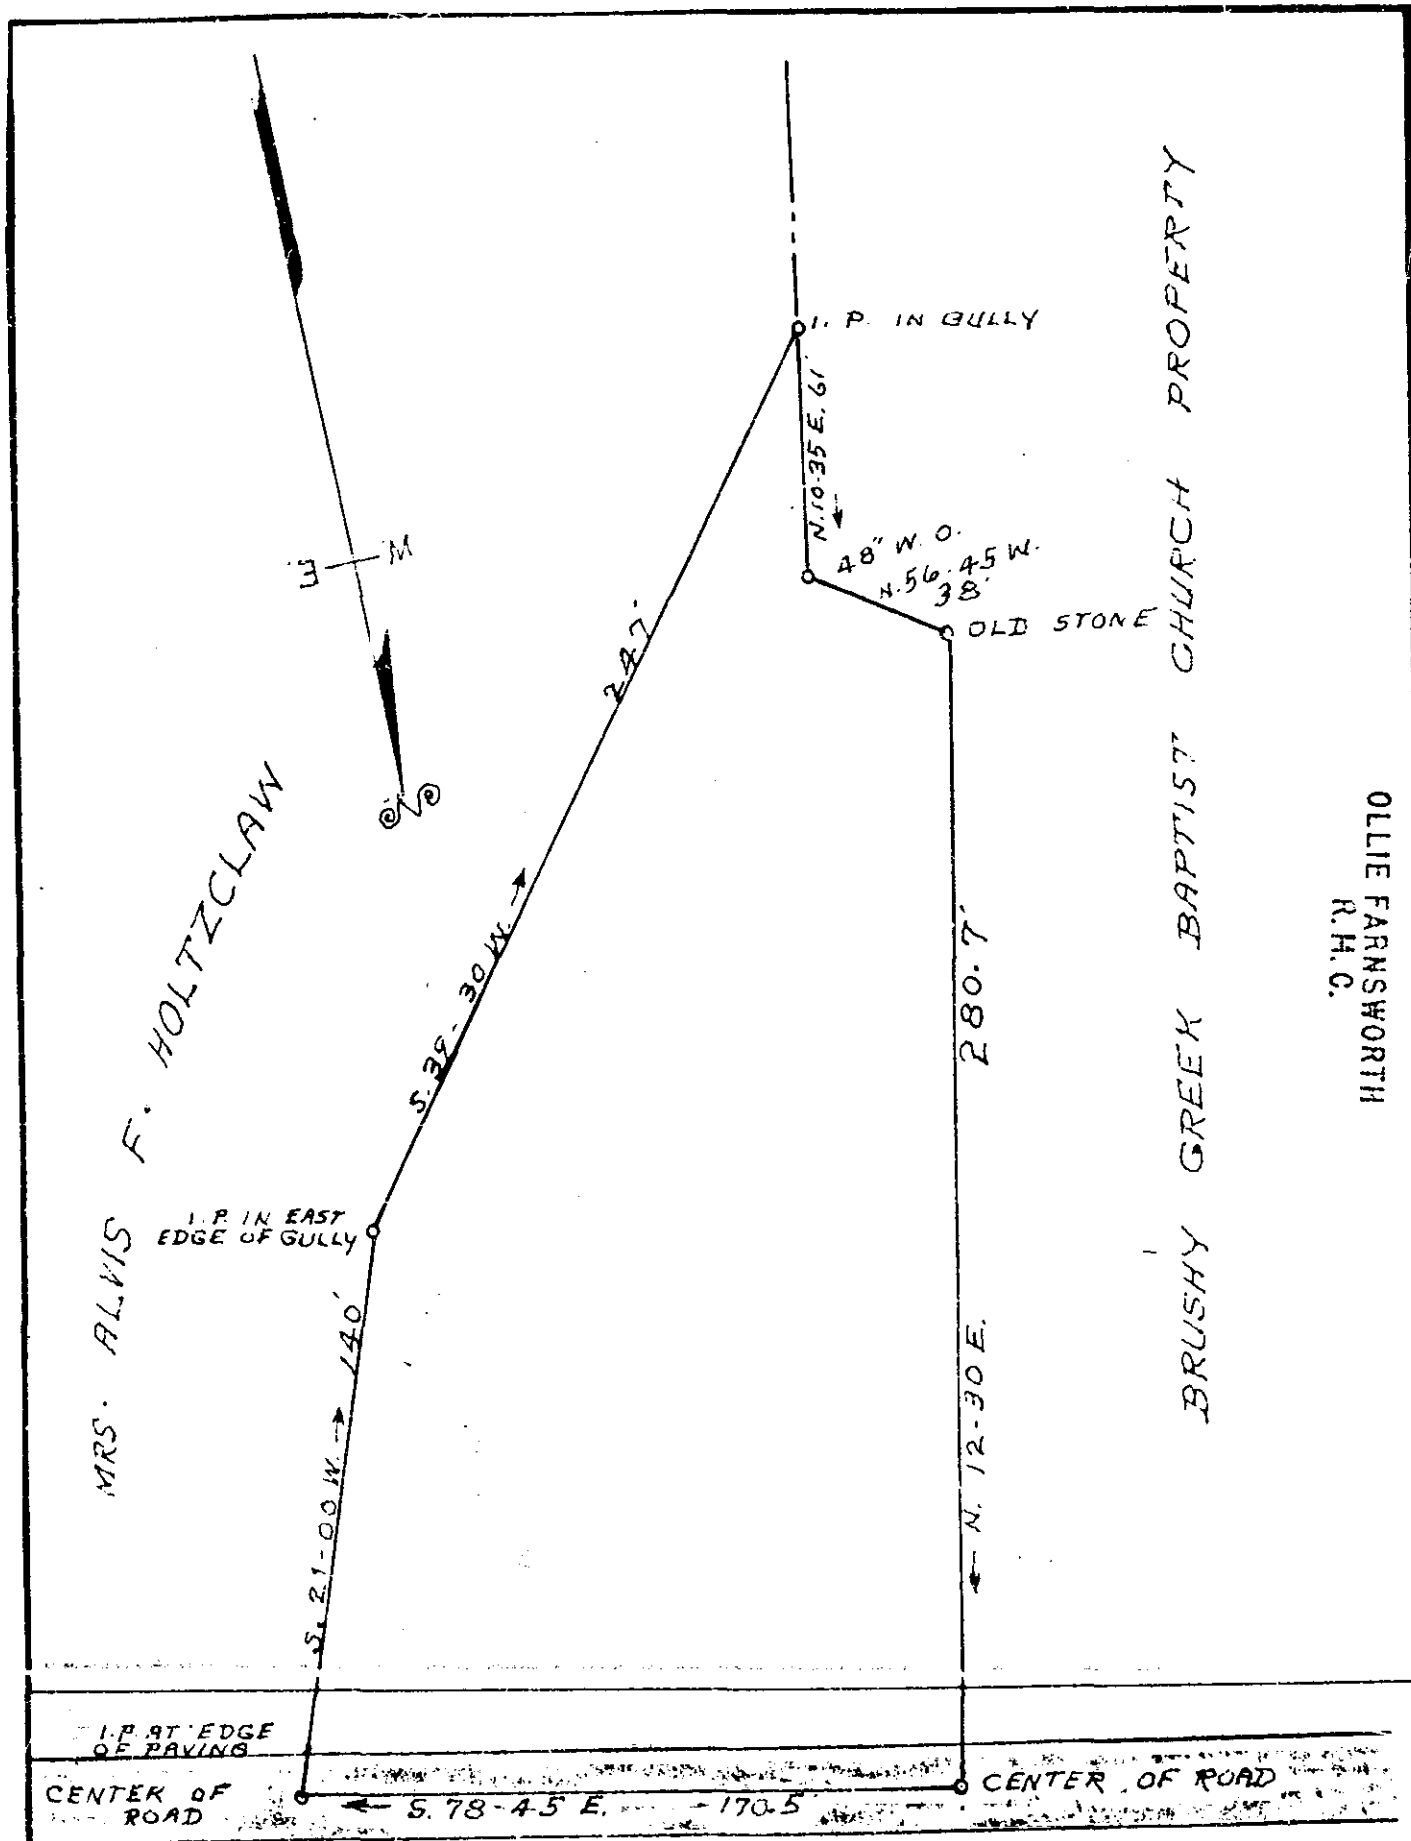 I. P. IN GULLY
N. 10-35 E. 61'
48" W. O.
N. 56-45 W.
38'
OLD STONE
E
W
N
247'
S. 39-30 W.
MRS. ALVIS F. HOLTZCLAW
BRUSHY GREEK BAPTIST CHURCH PROPERTY
OLLIE FARNSWORTH
R.M.C.
280.7'
I. P. IN EAST
EDGE OF GULLY
140'
S. 21-00 W.
N. 12-30 E.
I.P. AT EDGE
OF PAVING
CENTER OF
ROAD
S. 78-45 E. 170.5
CENTER OF ROAD